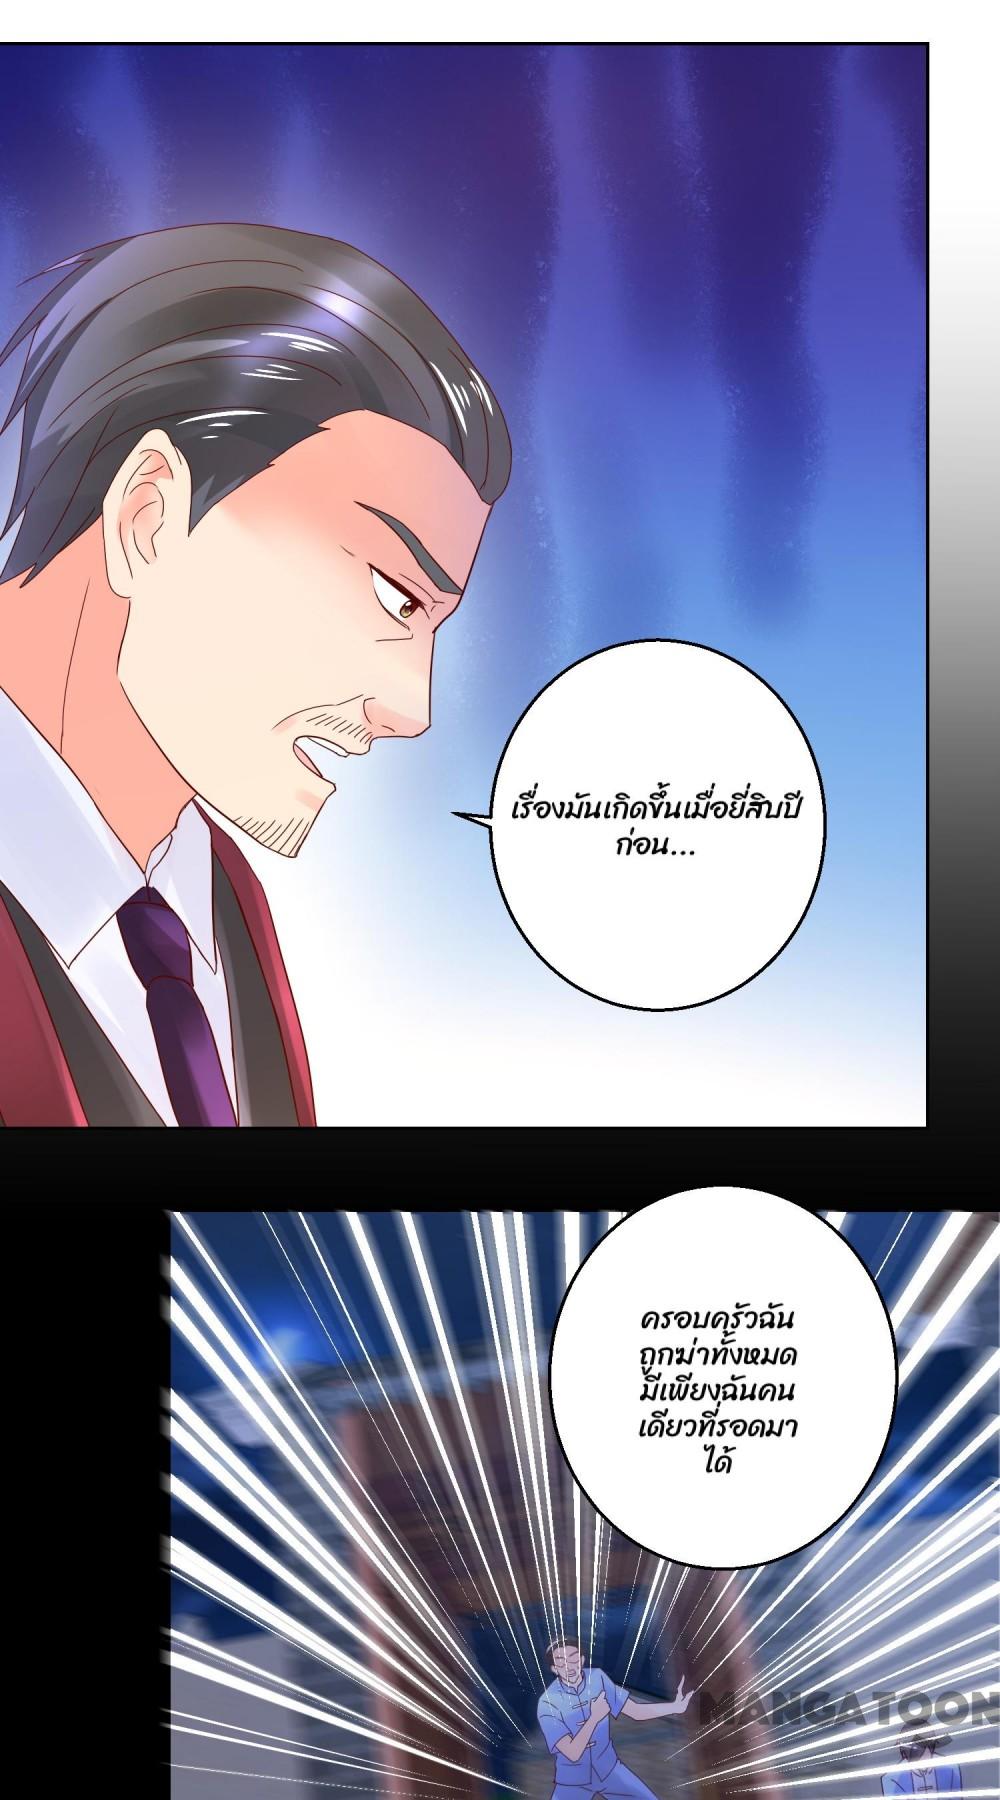 เรื่องมันเกิดขึ้นเมื่อยี่สิบปี
ก่อน...
ครอบครัวฉัน
ถูกฆ่าทั้งหมด
มีเพียงฉันคน
เดียวที่รอดมา
ได้
MANGATOON